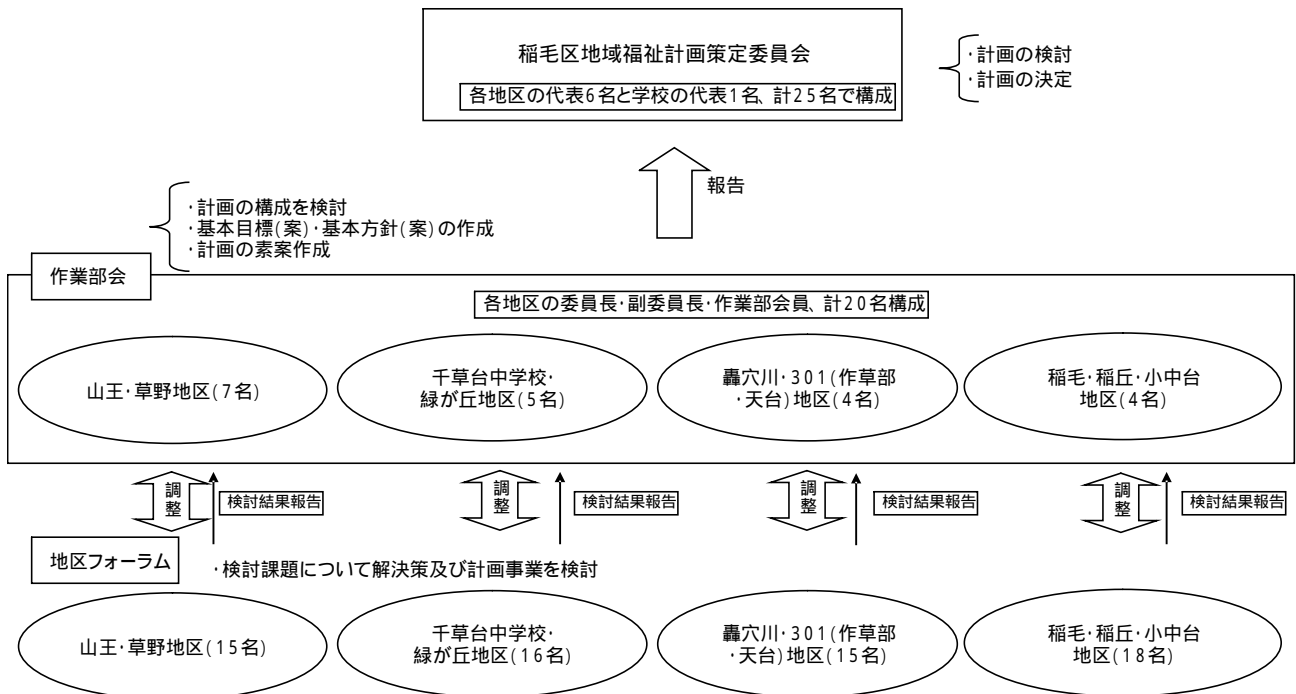 稲毛区地域福祉計画策定委員会
各地区の代表6名と学校の代表1名、計25名で構成
・計画の検討
・計画の決定
報告
・計画の構成を検討
・基本目標(案)・基本方針(案)の作成
・計画の素案作成
作業部会
各地区の委員長・副委員長・作業部会員、計20名構成
山王・草野地区(7名)
千草台中学校・
緑が丘地区(5名)
轟穴川・301(作草部
・天台)地区(4名)
稲毛・稲丘・小中台
地区(4名)
調整
検討結果報告
調整
検討結果報告
調整
検討結果報告
調整
検討結果報告
地区フォーラム
・検討課題について解決策及び計画事業を検討
山王・草野地区(15名)
千草台中学校・
緑が丘地区(16名)
轟穴川・301(作草部
・天台)地区(15名)
稲毛・稲丘・小中台
地区(18名)